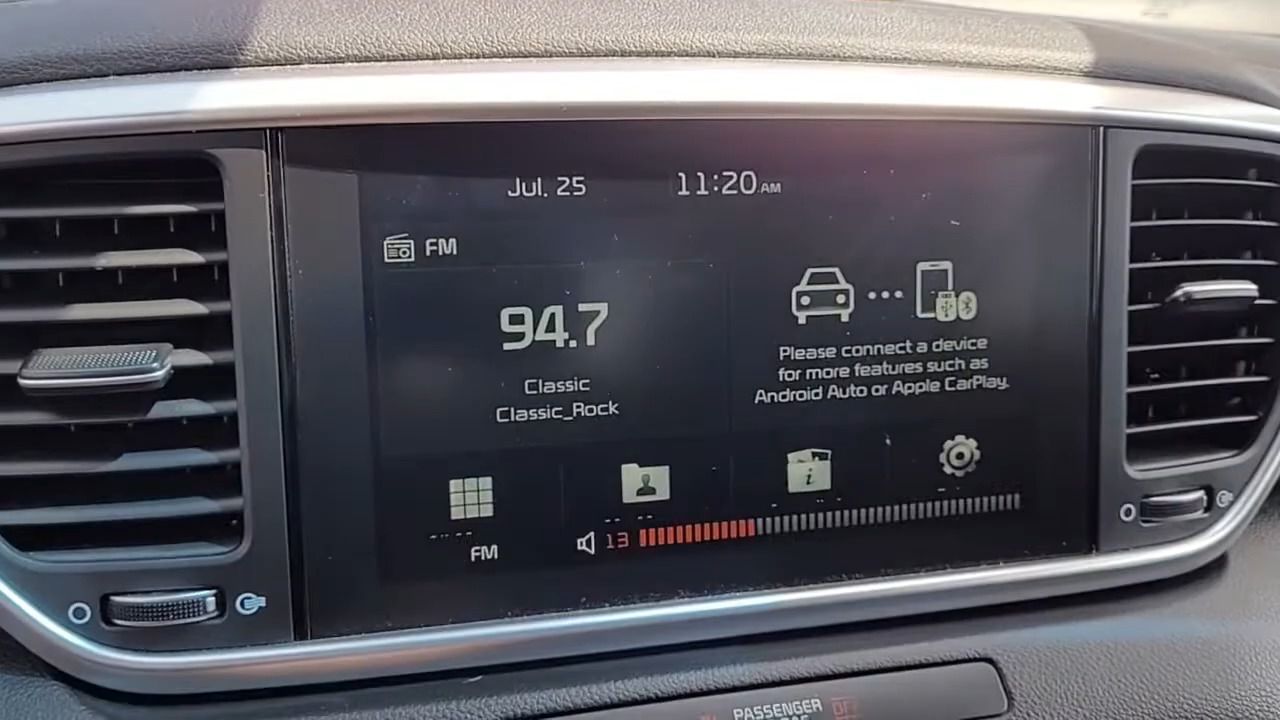 Jul. 25
11:20 AM
FM
94.7
Classic
Classic_Rock
Please connect a device
for more features such as
Android Auto or Apple CarPlay.
i
FM
13
PASSENGER
OFF